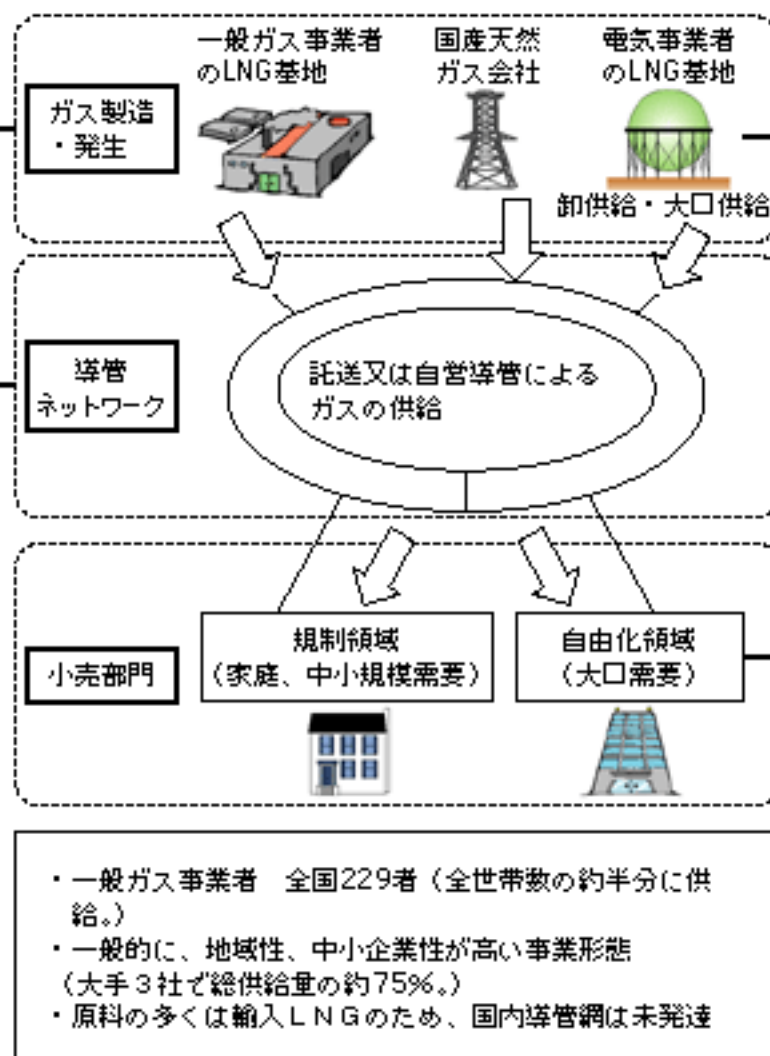 一般ガス事業者
のLNG基地
国産天然
ガス会社
電気事業者
のLNG基地
ガス製造
・発生
卸供給・大口供給
導管
ネットワーク
託送又は自営導管による
ガスの供給
小売部門
規制領域
（家庭、中小規模需要）
自由化領域
（大口需要）
・一般ガス事業者　全国229者（全世帯数の約半分に供
給。）
・一般的に、地域性、中小企業性が高い事業形態
（大手３社で総供給量の約75%。）
・原料の多くは輸入ＬＮＧのため、国内導管網は未発達